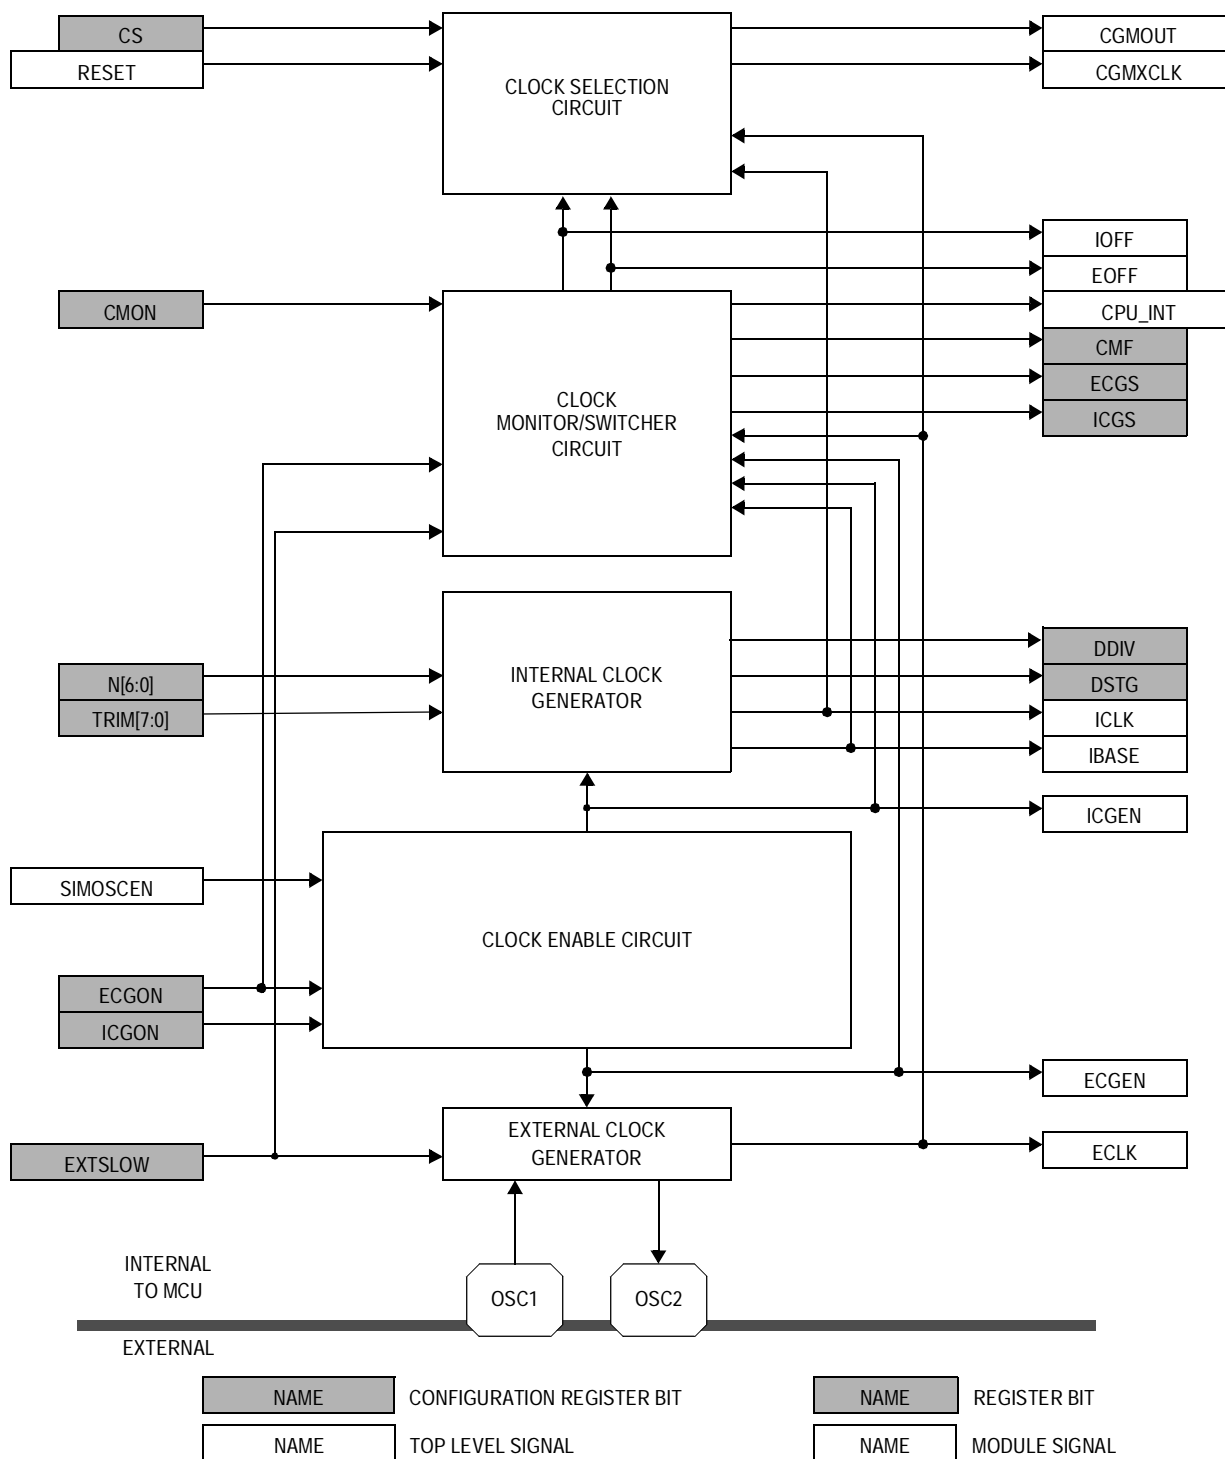 CS
RESET
CLOCK SELECTION
CIRCUIT
CGMOUT
CGMXCLK
IOFF
EOFF
CMON
CPU_INT
CMF
ECGS
ICGS
CLOCK
MONITOR/SWITCHER
CIRCUIT
N[6:0]
TRIM[7:0]
INTERNAL CLOCK
GENERATOR
DDIV
DSTG
ICLK
IBASE
ICGEN
SIMOSCEN
CLOCK ENABLE CIRCUIT
ECGON
ICGON
ECGEN
EXTSLOW
EXTERNAL CLOCK
GENERATOR
ECLK
INTERNAL
TO MCU
OSC1
OSC2
EXTERNAL
NAME CONFIGURATION REGISTER BIT
NAME REGISTER BIT
NAME TOP LEVEL SIGNAL
NAME MODULE SIGNAL